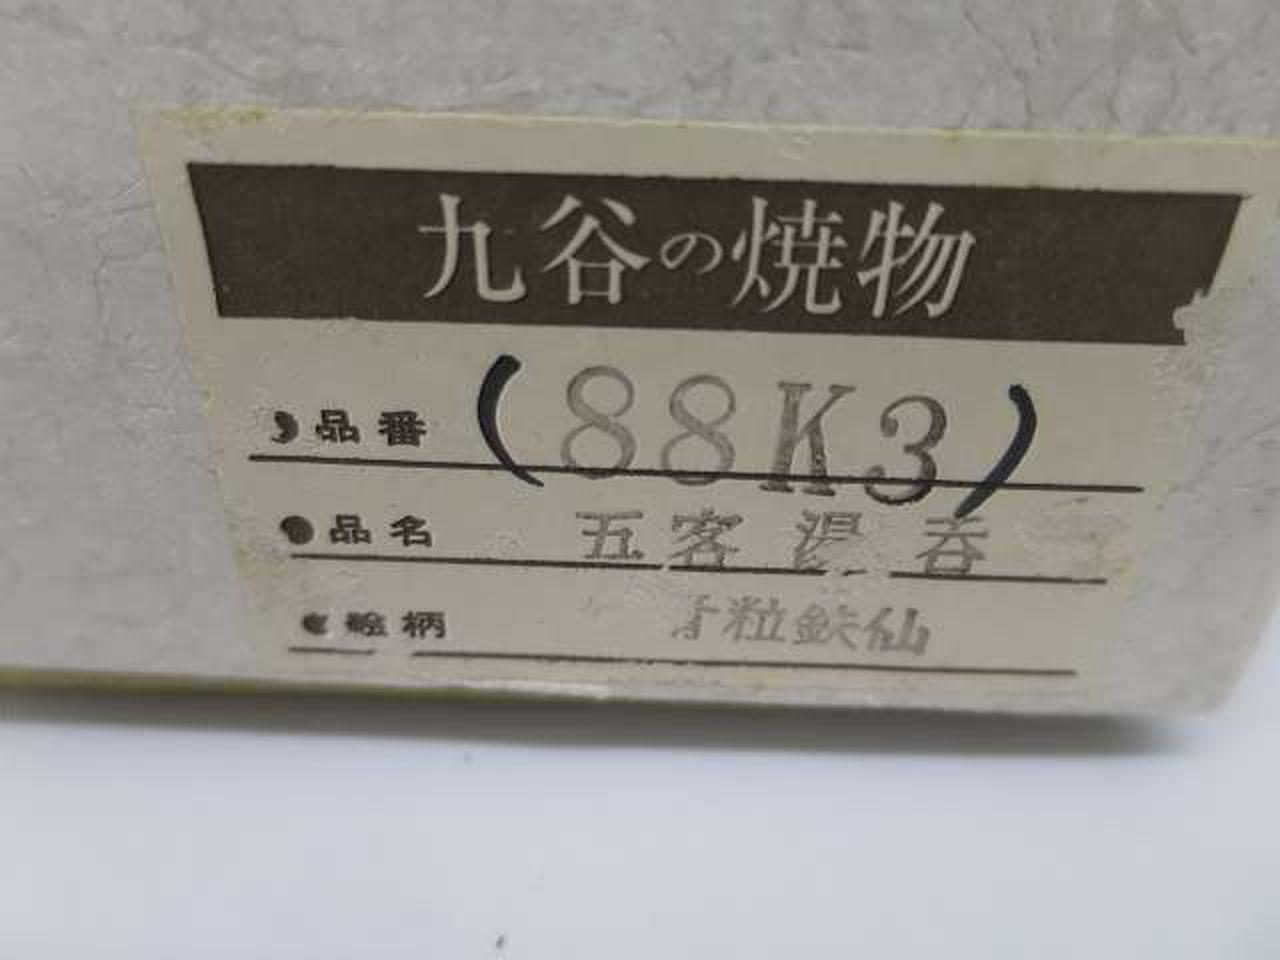 九谷の焼物
●品番 (88K3)
●品名 五客 湯呑
●絵柄 粒鉄仙